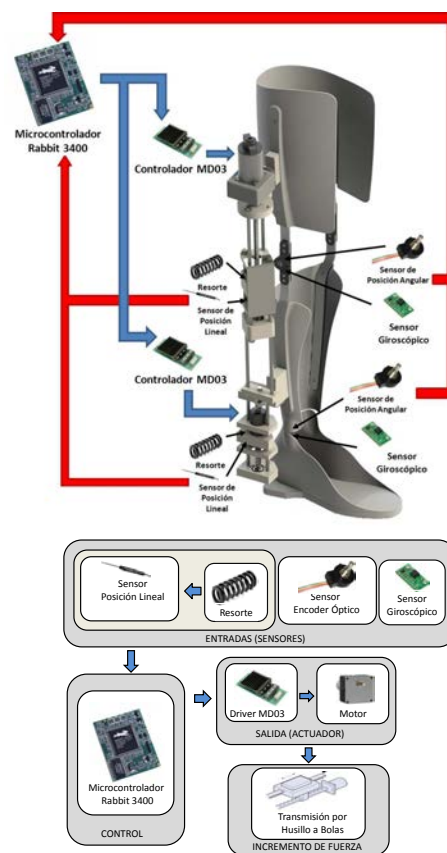 Microcontrolador
Rabbit 3400
Controlador MD03
Resorte
Sensor de
Posición
Lineal
Sensor de
Posición Angular
Sensor
Giroscópico
Controlador MD03
Sensor de
Posición Angular
Sensor
Giroscópico
Resorte
Sensor de
Posición
Lineal
Sensor
Posición Lineal
Resorte
Sensor
Encoder Óptico
Sensor
Giroscópico
ENTRADAS (SENSORES)
Driver MD03
Motor
SALIDA (ACTUADOR)
Microcontrolador
Rabbit 3400
CONTROL
Transmisión por
Husillo a Bolas
INCREMENTO DE FUERZA